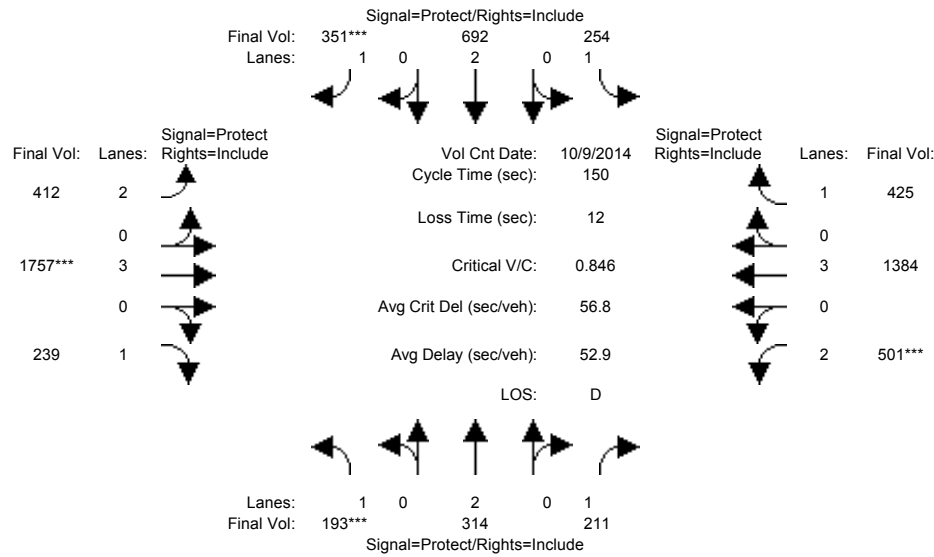 Signal=Protect/Rights=Include
Final Vol: 351*** 692 254
Lanes: 1 0 2 0 1
Signal=Protect
Final Vol: Lanes: Rights=Include
Vol Cnt Date: 10/9/2014
Signal=Protect
Rights=Include Lanes: Final Vol:
Cycle Time (sec): 150
412 2
1 425
Loss Time (sec): 12
0
0
1757*** 3
Critical V/C: 0.846
3 1384
0
Avg Crit Del (sec/veh): 56.8
0
239 1
Avg Delay (sec/veh): 52.9
2 501***
LOS: D
Lanes: 1 0 2 0 1
Final Vol: 193*** 314 211
Signal=Protect/Rights=Include